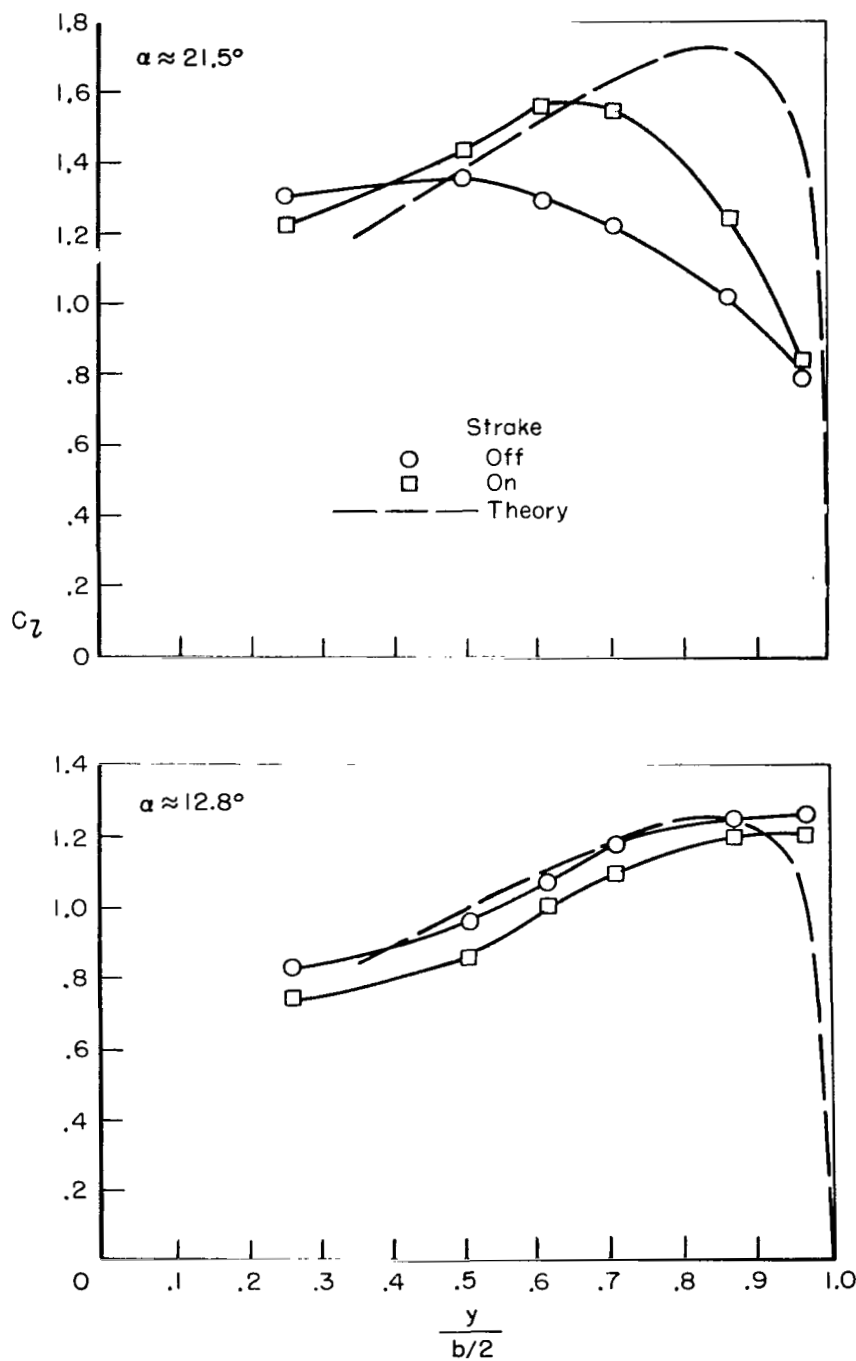 1.8
α ≈ 21.5°
1.6
1.4
1.2
1.0
.8
.6
.4
.2
0
Strake
Off
On
Theory
C_l
1.4
α ≈ 12.8°
1.2
1.0
.8
.6
.4
.2
0 .1 .2 .3 .4 .5 .6 .7 .8 .9 1.0
y
b/2